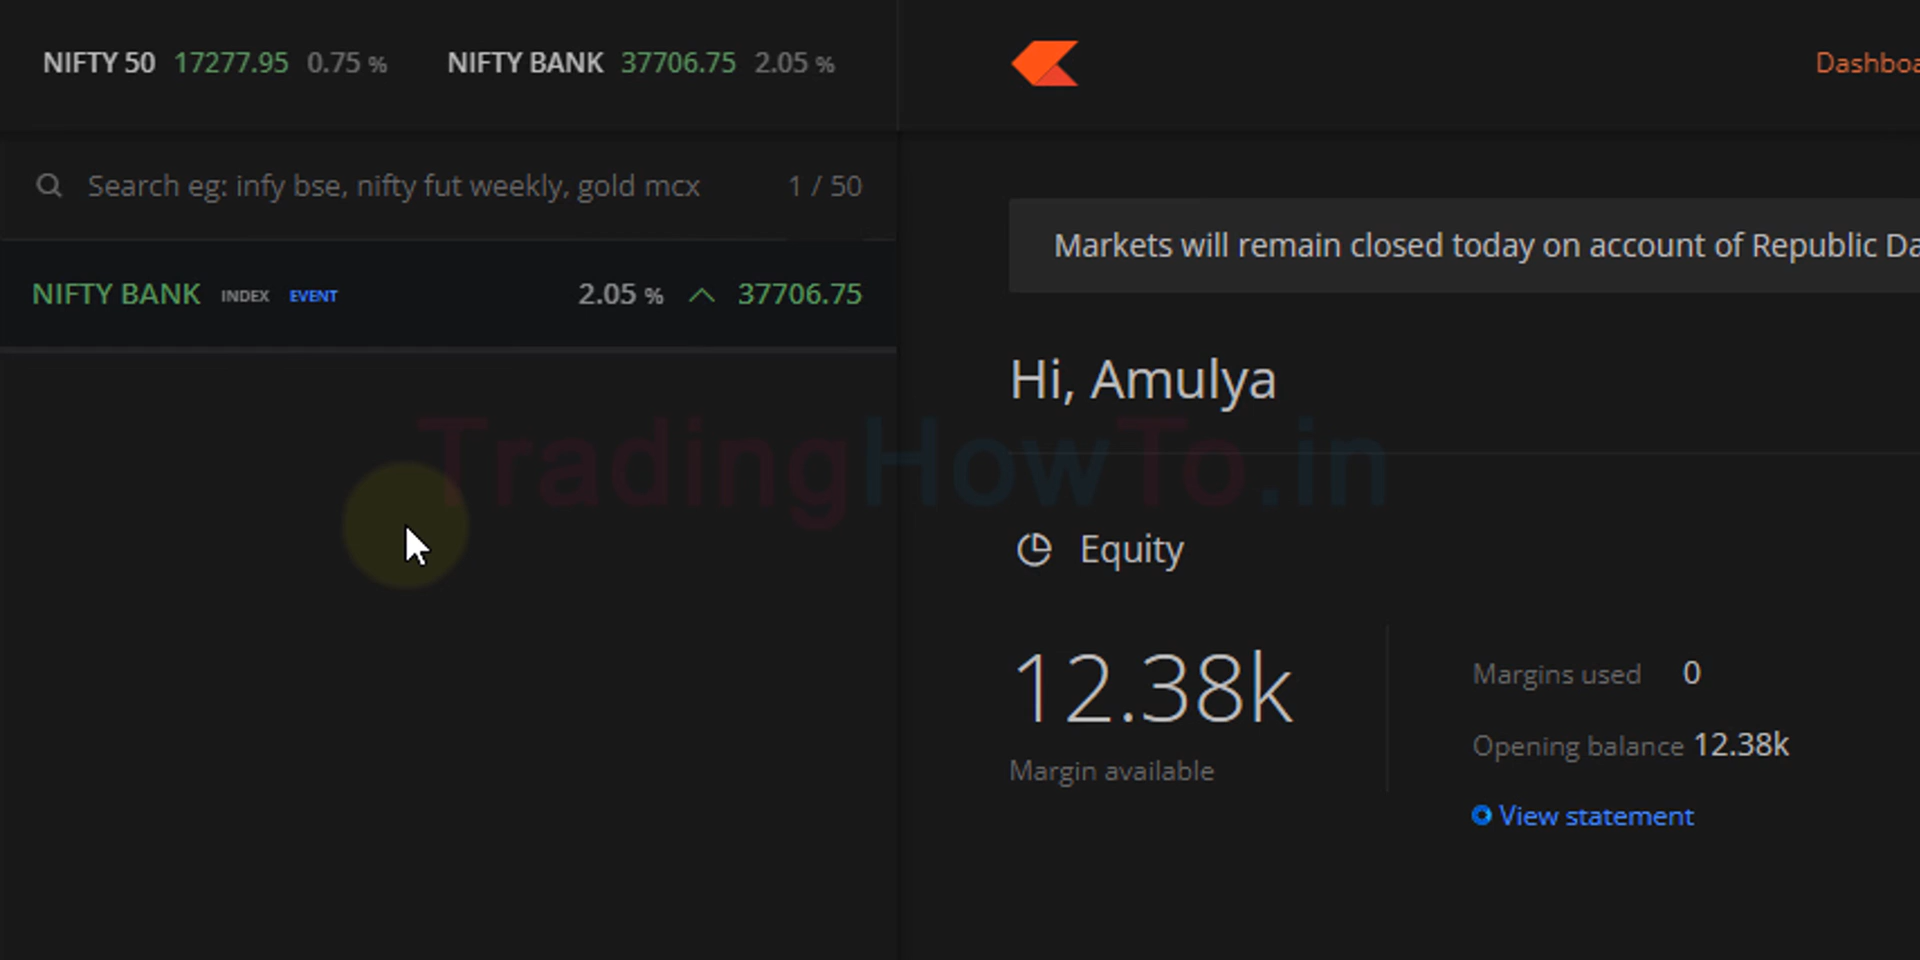 NIFTY 50 17277.95 0.75 % NIFTY BANK 37706.75 2.05 %
Dashboa
Search eg: infy bse, nifty fut weekly, gold mcx 1 / 50
NIFTY BANK INDEX EVENT 2.05 % 37706.75
Markets will remain closed today on account of Republic Da
Hi, Amulya
TradingHowTo.in
Equity
12.38k
Margin available
Margins used 0
Opening balance 12.38k
View statement